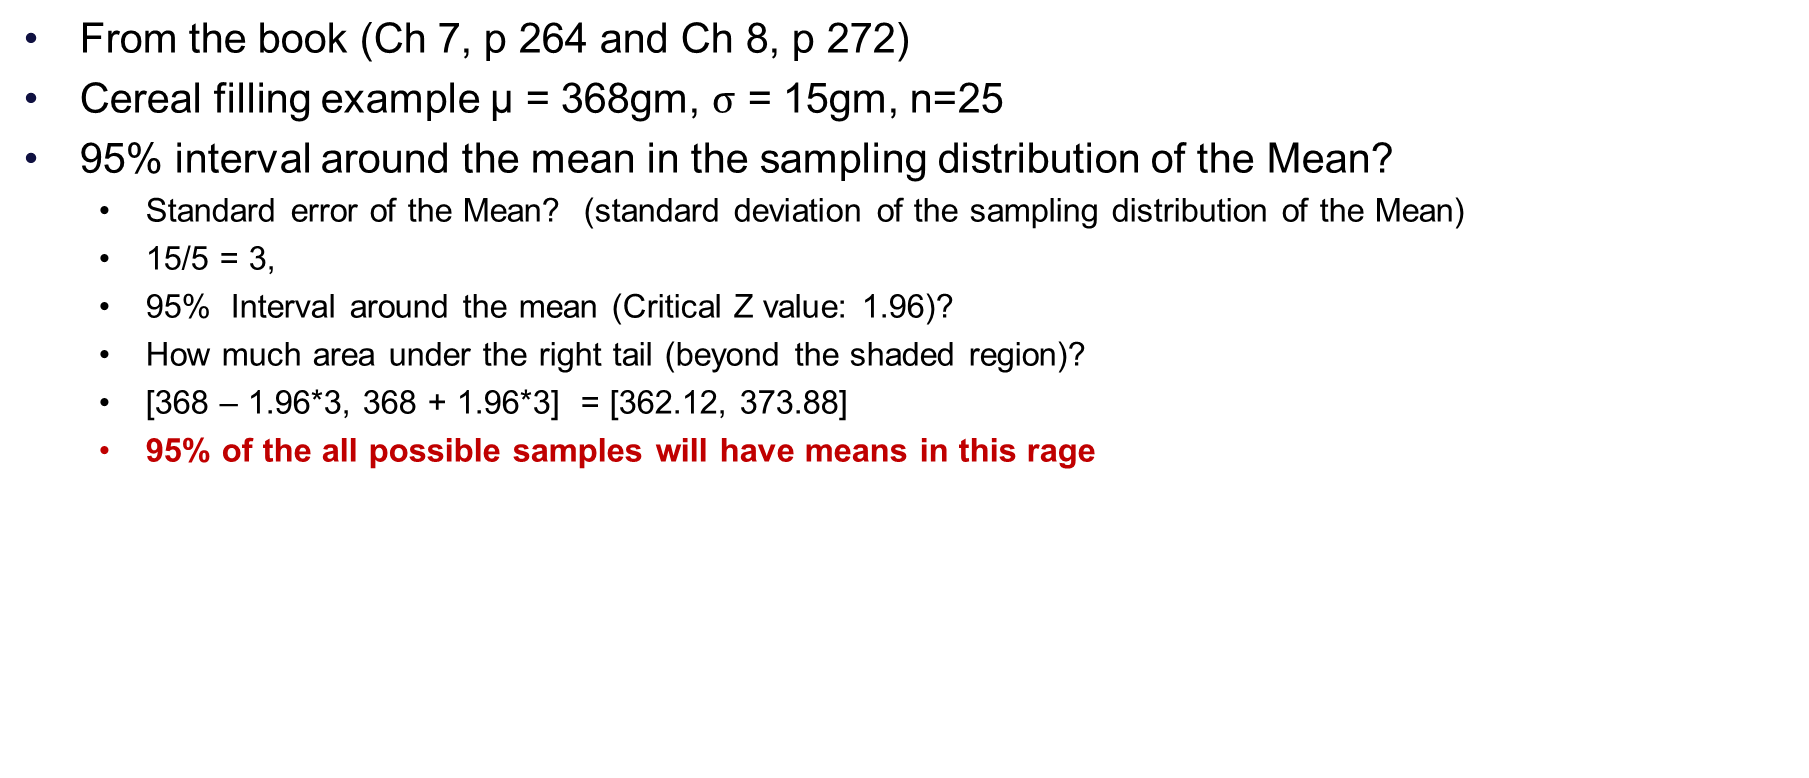 • From the book (Ch 7, p 264 and Ch 8, p 272)
• Cereal filling example μ = 368gm, σ = 15gm, n=25
• 95% interval around the mean in the sampling distribution of the Mean?
• Standard error of the Mean? (standard deviation of the sampling distribution of the Mean)
• 15/5 = 3,
• 95% Interval around the mean (Critical Z value: 1.96)?
• How much area under the right tail (beyond the shaded region)?
• [368 – 1.96*3, 368 + 1.96*3] = [362.12, 373.88]
• 95% of the all possible samples will have means in this rage